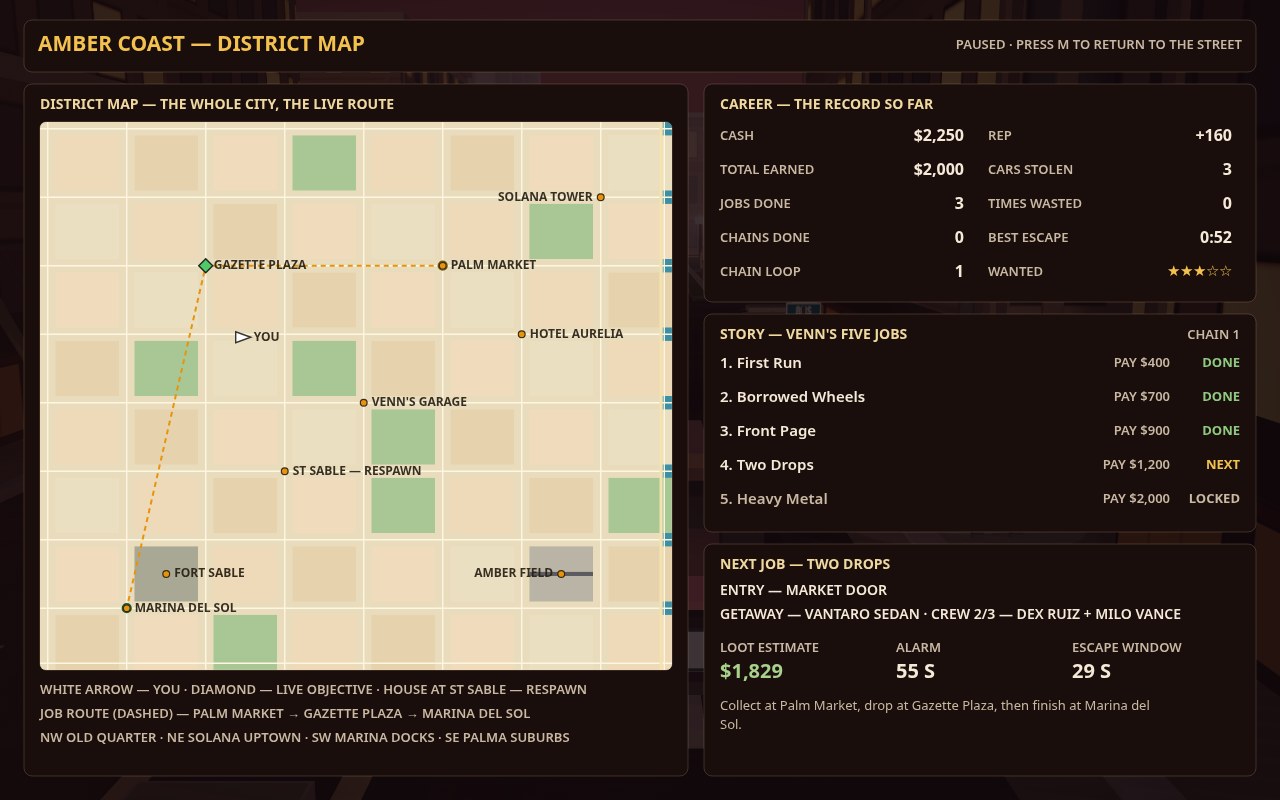 AMBER COAST — DISTRICT MAP
PAUSED · PRESS M TO RETURN TO THE STREET
DISTRICT MAP — THE WHOLE CITY, THE LIVE ROUTE
SOLANA TOWER
GAZETTE PLAZA
PALM MARKET
YOU
HOTEL AURELIA
VENN'S GARAGE
ST SABLE — RESPAWN
FORT SABLE
AMBER FIELD
MARINA DEL SOL
WHITE ARROW — YOU · DIAMOND — LIVE OBJECTIVE · HOUSE AT ST SABLE — RESPAWN
JOB ROUTE (DASHED) — PALM MARKET → GAZETTE PLAZA → MARINA DEL SOL
NW OLD QUARTER · NE SOLANA UPTOWN · SW MARINA DOCKS · SE PALMA SUBURBS
CAREER — THE RECORD SO FAR
CASH $2,250 REP +160
TOTAL EARNED $2,000 CARS STOLEN 3
JOBS DONE 3 TIMES WASTED 0
CHAINS DONE 0 BEST ESCAPE 0:52
CHAIN LOOP 1 WANTED ★★★☆☆
STORY — VENN'S FIVE JOBS CHAIN 1
1. First Run PAY $400 DONE
2. Borrowed Wheels PAY $700 DONE
3. Front Page PAY $900 DONE
4. Two Drops PAY $1,200 NEXT
5. Heavy Metal PAY $2,000 LOCKED
NEXT JOB — TWO DROPS
ENTRY — MARKET DOOR
GETAWAY — VANTARO SEDAN · CREW 2/3 — DEX RUIZ + MILO VANCE
LOOT ESTIMATE ALARM ESCAPE WINDOW
$1,829 55 S 29 S
Collect at Palm Market, drop at Gazette Plaza, then finish at Marina del
Sol.